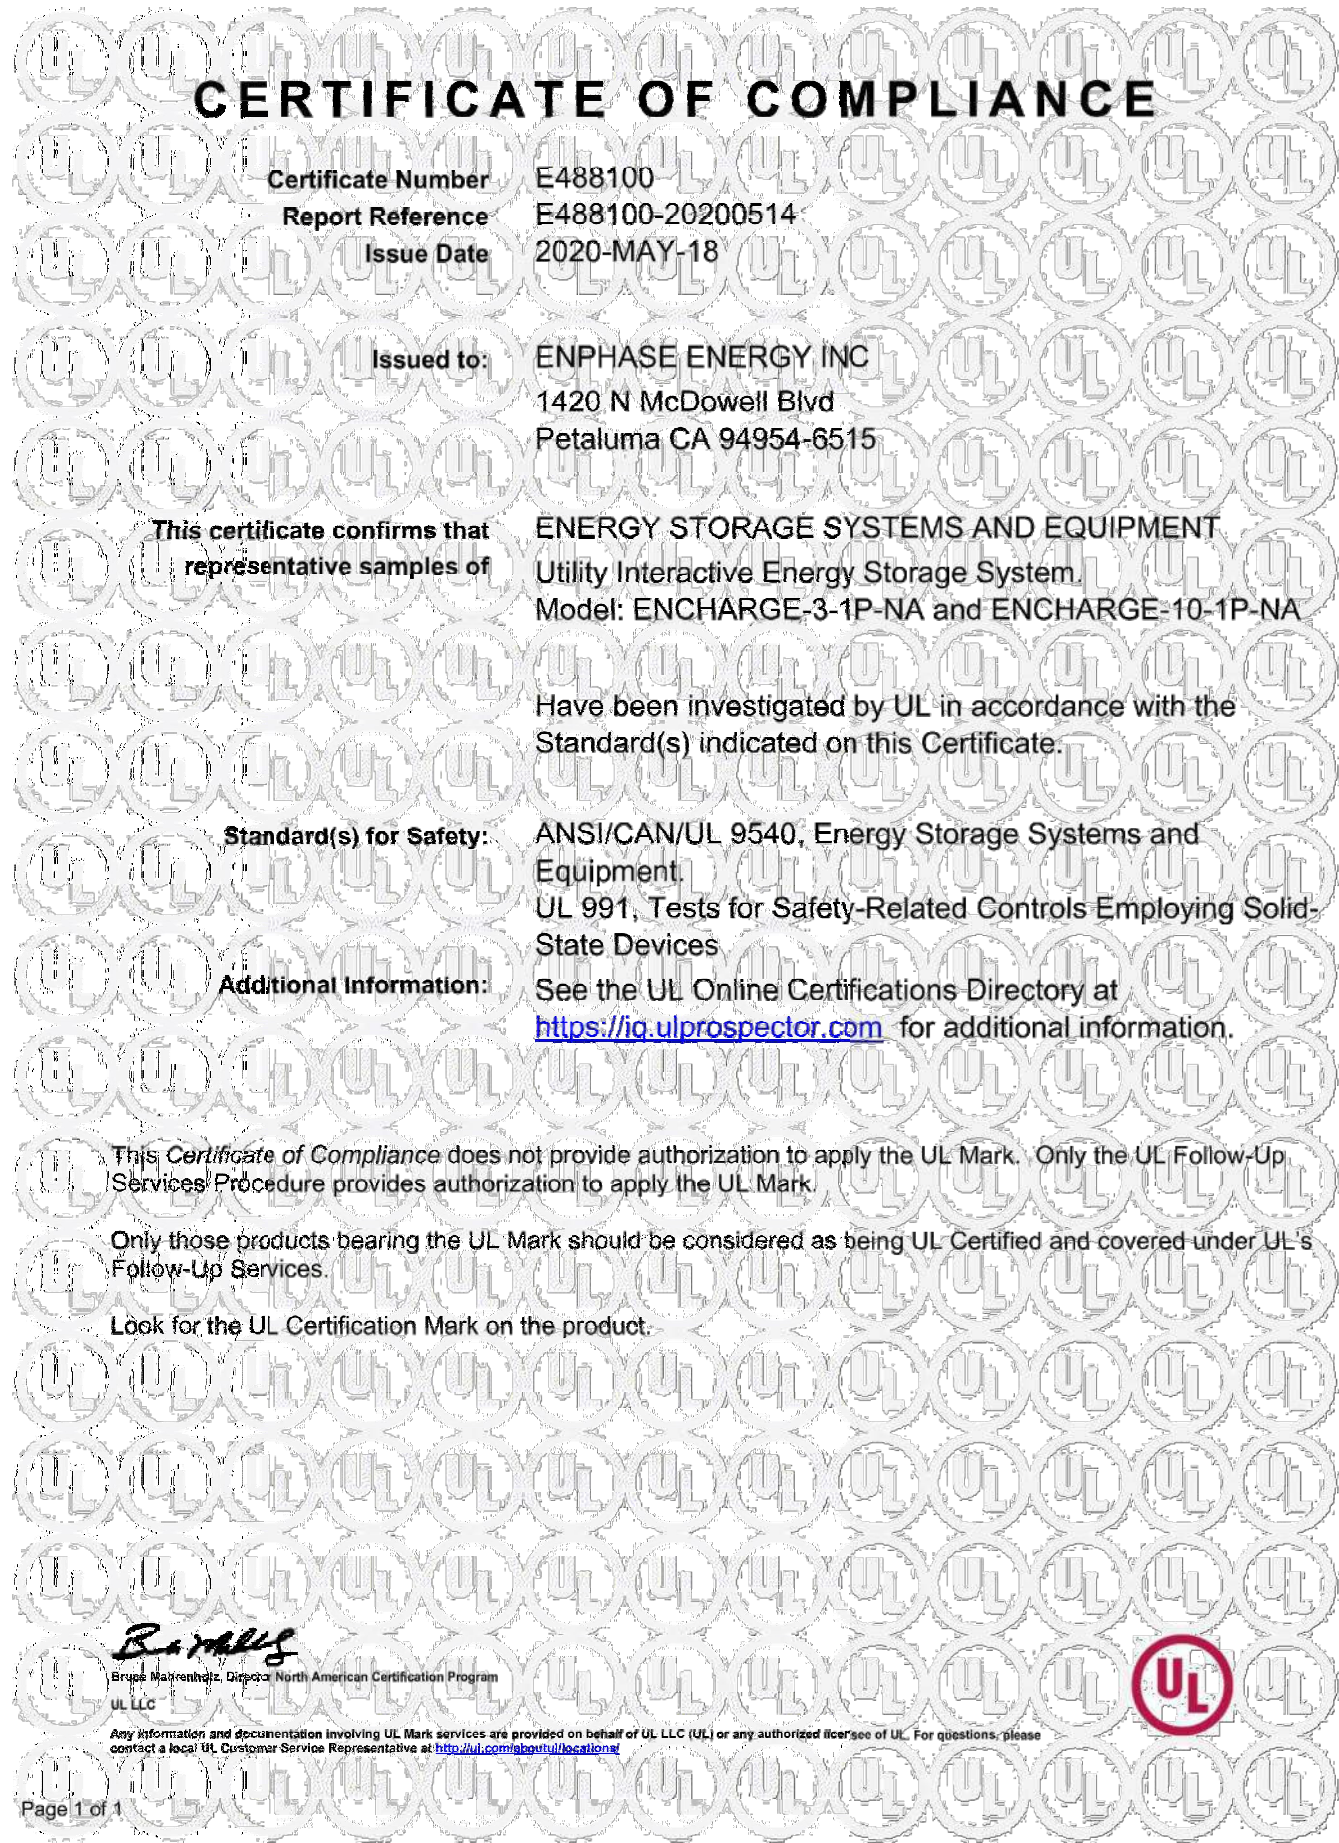 CERTIFICATE OF COMPLIANCE
Certificate Number E488100
Report Reference E488100-20200514
Issue Date 2020-MAY-18
Issued to: ENPHASE ENERGY INC
1420 N McDowell Blvd
Petaluma CA 94954-6515
This certificate confirms that ENERGY STORAGE SYSTEMS AND EQUIPMENT
representative samples of Utility Interactive Energy Storage System.
Model: ENCHARGE-3-1P-NA and ENCHARGE-10-1P-NA
Have been investigated by UL in accordance with the
Standard(s) indicated on this Certificate.
Standard(s) for Safety: ANSI/CAN/UL 9540, Energy Storage Systems and
Equipment.
UL 991, Tests for Safety-Related Controls Employing Solid-
State Devices
Additional Information: See the UL Online Certifications Directory at
https://iq.ulprospector.com for additional information.
This Certificate of Compliance does not provide authorization to apply the UL Mark. Only the UL Follow-Up
Services Procedure provides authorization to apply the UL Mark.
Only those products bearing the UL Mark should be considered as being UL Certified and covered under UL's
Follow-Up Services.
Look for the UL Certification Mark on the product.
Bruce Mahrenholz, Director North American Certification Program
UL LLC
Any information and documentation involving UL Mark services are provided on behalf of UL LLC (UL) or any authorized licensee of UL. For questions, please
contact a local UL Customer Service Representative at http://ul.com/aboutul/locations/
UL
Page 1 of 1